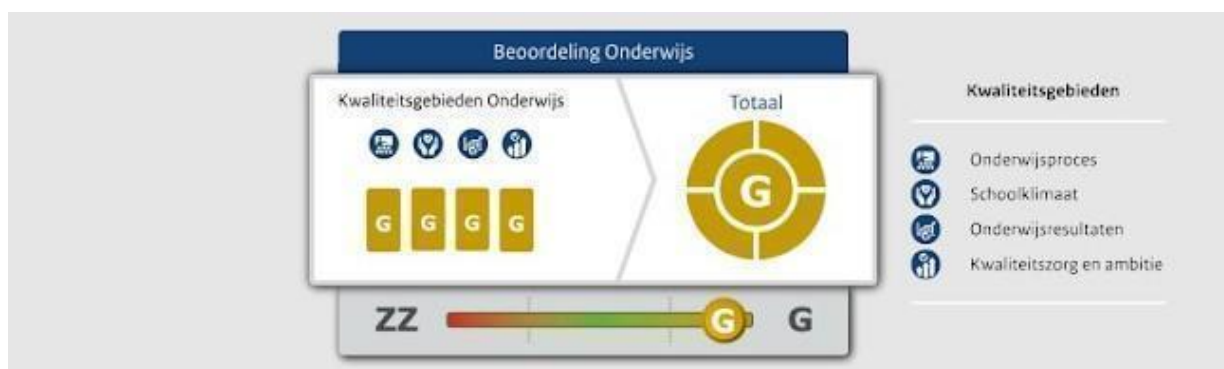 Beoordeling Onderwijs
Kwaliteitsgebieden Onderwijs
Totaal
G G G G
G
ZZ G G
Kwaliteitsgebieden
Onderwijsproces
Schoolklimaat
Onderwijsresultaten
Kwaliteitszorg en ambitie